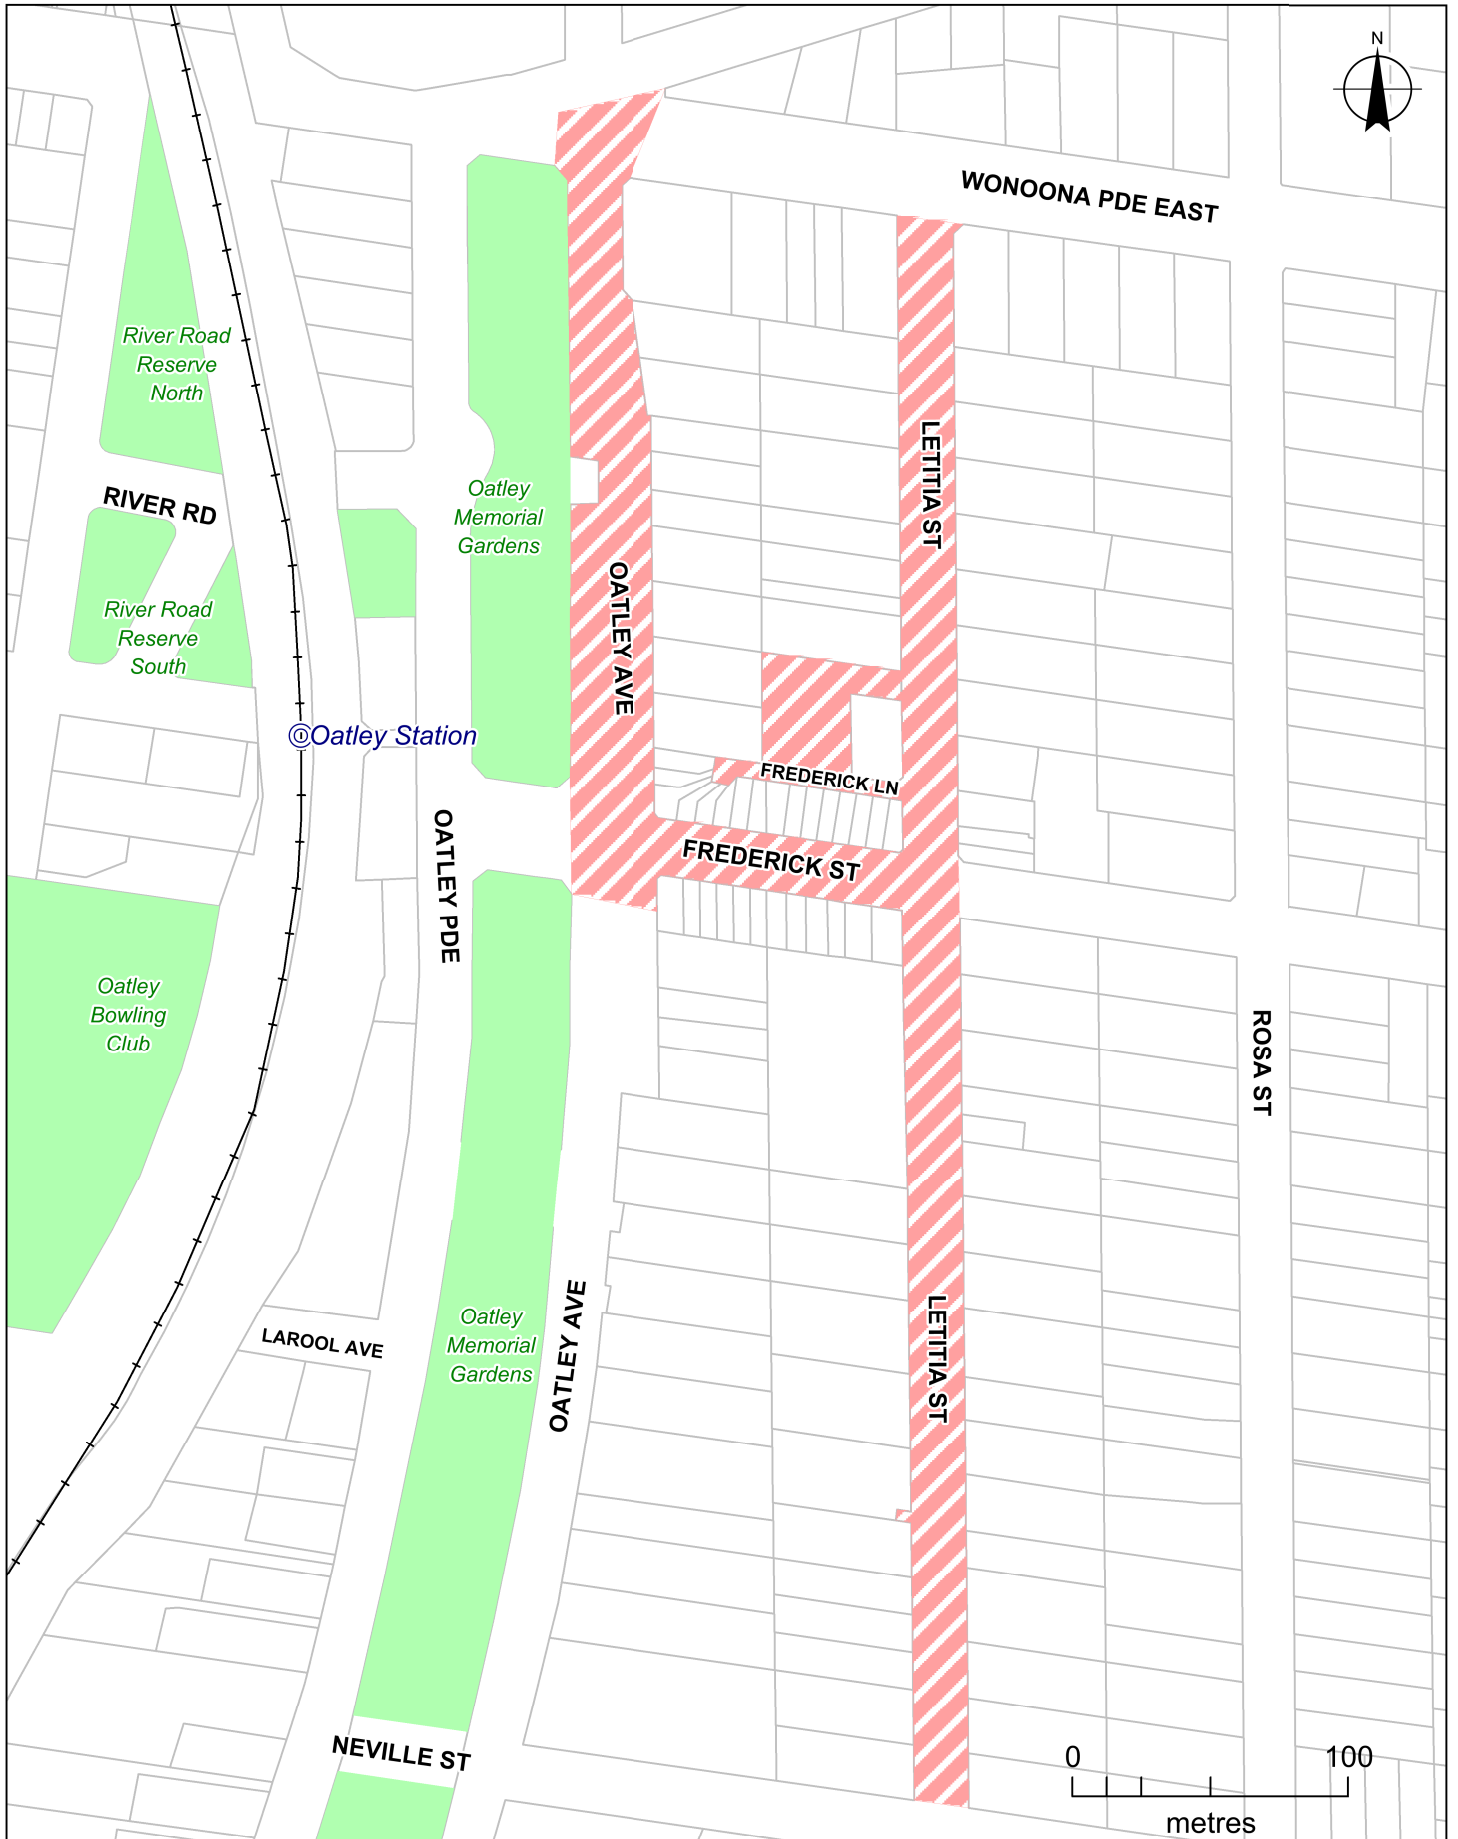 N
WONOONA PDE EAST
River Road
Reserve
North
LETITIA ST
RIVER RD
Oatley
Memorial
Gardens
OATLEY AVE
River Road
Reserve
South
Oatley Station
FREDERICK LN
OATLEY PDE
FREDERICK ST
Oatley
Bowling
Club
ROSA ST
OATLEY AVE
LETITIA ST
Oatley
Memorial
Gardens
LAROOL AVE
NEVILLE ST
0 100
metres